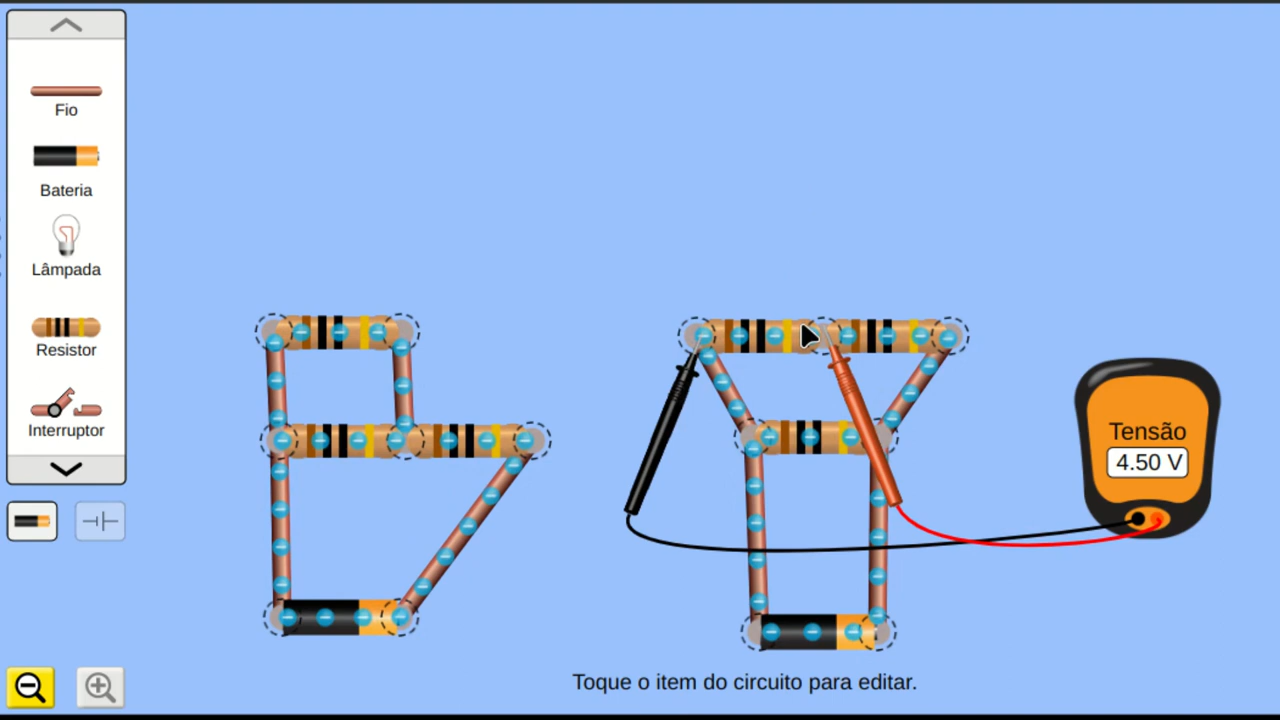 Fio
Bateria
Lâmpada
Resistor
Interruptor
Tensão
4.50 V
Toque o item do circuito para editar.